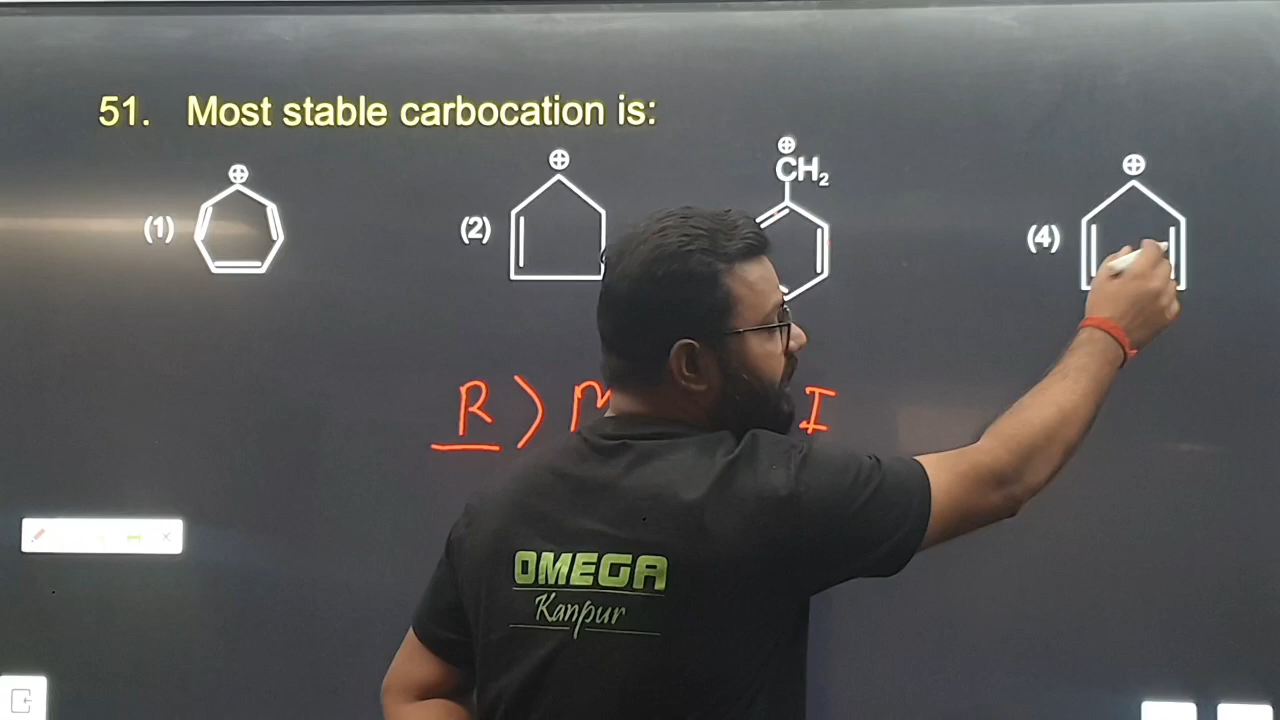 51. Most stable carbocation is:
(1) ⊕ (2) ⊕ ⊕ CH₂ (4) ⊕
R > I
OMEGA
Kanpur